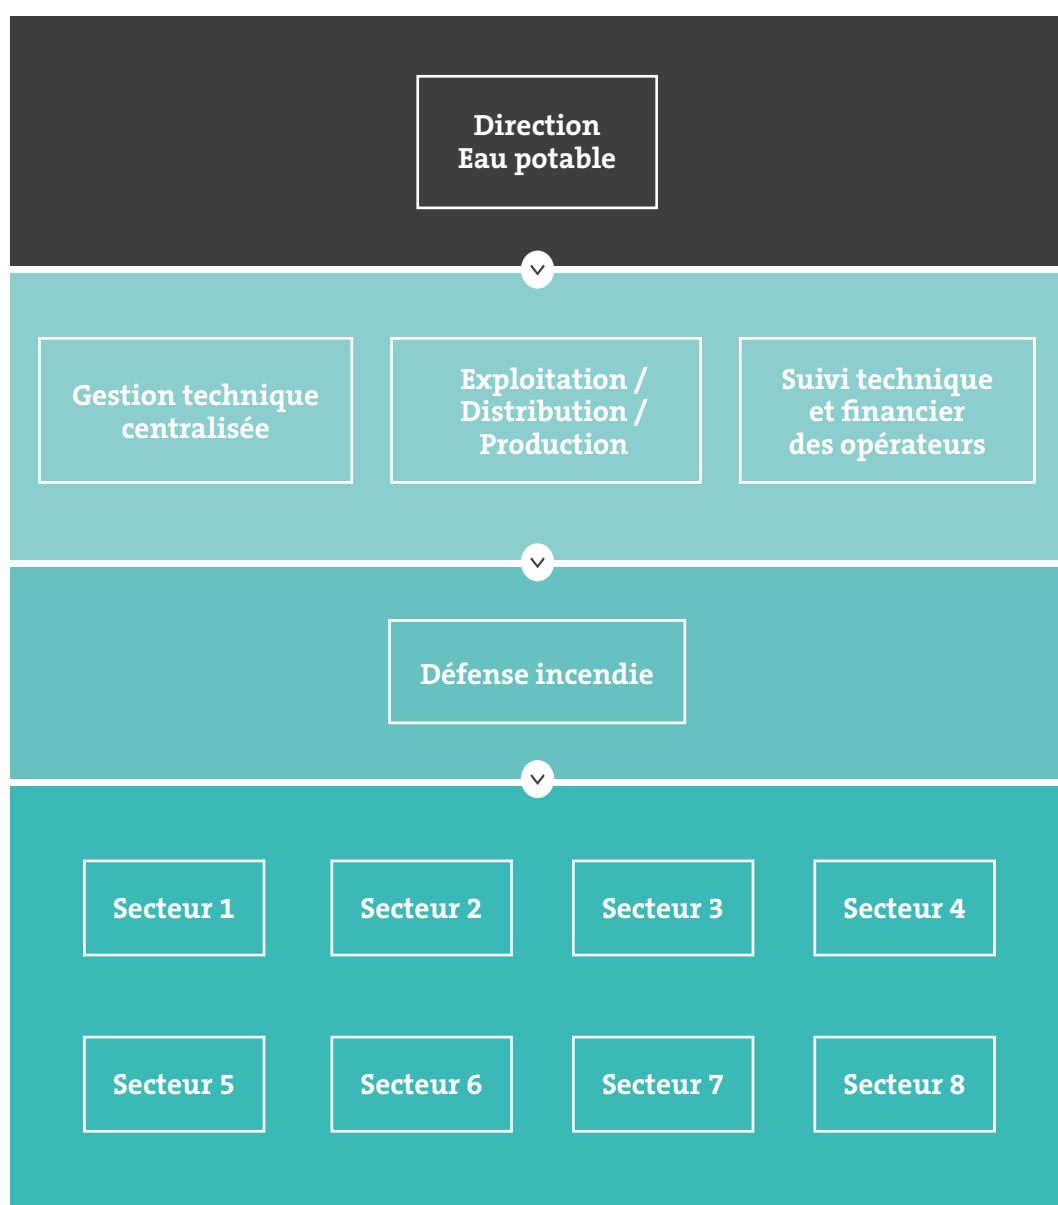 Direction
Eau potable
Gestion technique
centralisée
Exploitation /
Distribution /
Production
Suivi technique
et financier
des opérateurs
Défense incendie
Secteur 1
Secteur 2
Secteur 3
Secteur 4
Secteur 5
Secteur 6
Secteur 7
Secteur 8